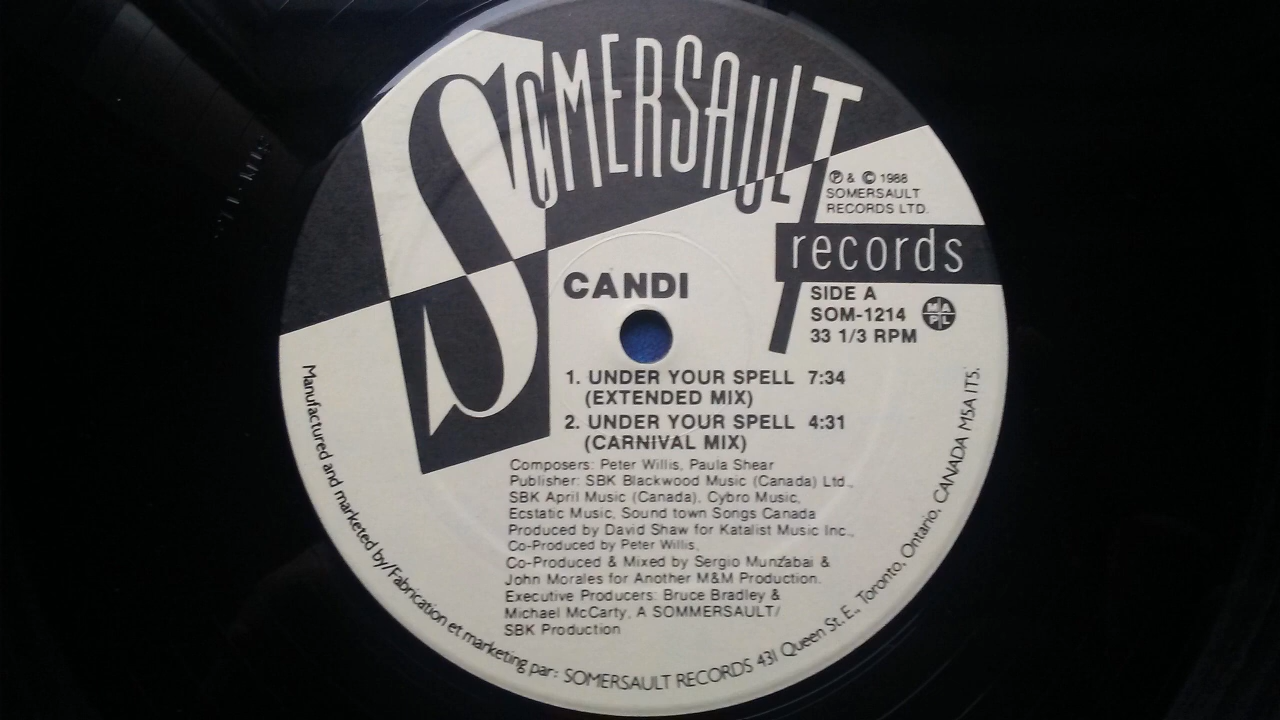 SOMERSAULT
℗ & © 1988
SOMERSAULT
RECORDS LTD.
records
CANDI
SIDE A
SOM-1214
33 1/3 RPM
MAPL
1. UNDER YOUR SPELL 7:34
(EXTENDED MIX)
2. UNDER YOUR SPELL 4:31
(CARNIVAL MIX)
Composers: Peter Willis, Paula Shear
Publisher: SBK Blackwood Music (Canada) Ltd.,
SBK April Music (Canada), Cybro Music,
Ecstatic Music, Sound town Songs Canada
Produced by David Shaw for Katalist Music Inc.,
Co-Produced by Peter Willis,
Co-Produced & Mixed by Sergio Munzabai &
John Morales for Another M&M Production.
Executive Producers: Bruce Bradley &
Michael McCarty, A SOMMERSAULT/
SBK Production
Manufactured and marketed by/Fabrication et marketing par: SOMERSAULT RECORDS 431 Queen St. E., Toronto, Ontario, CANADA M5A 1T5.